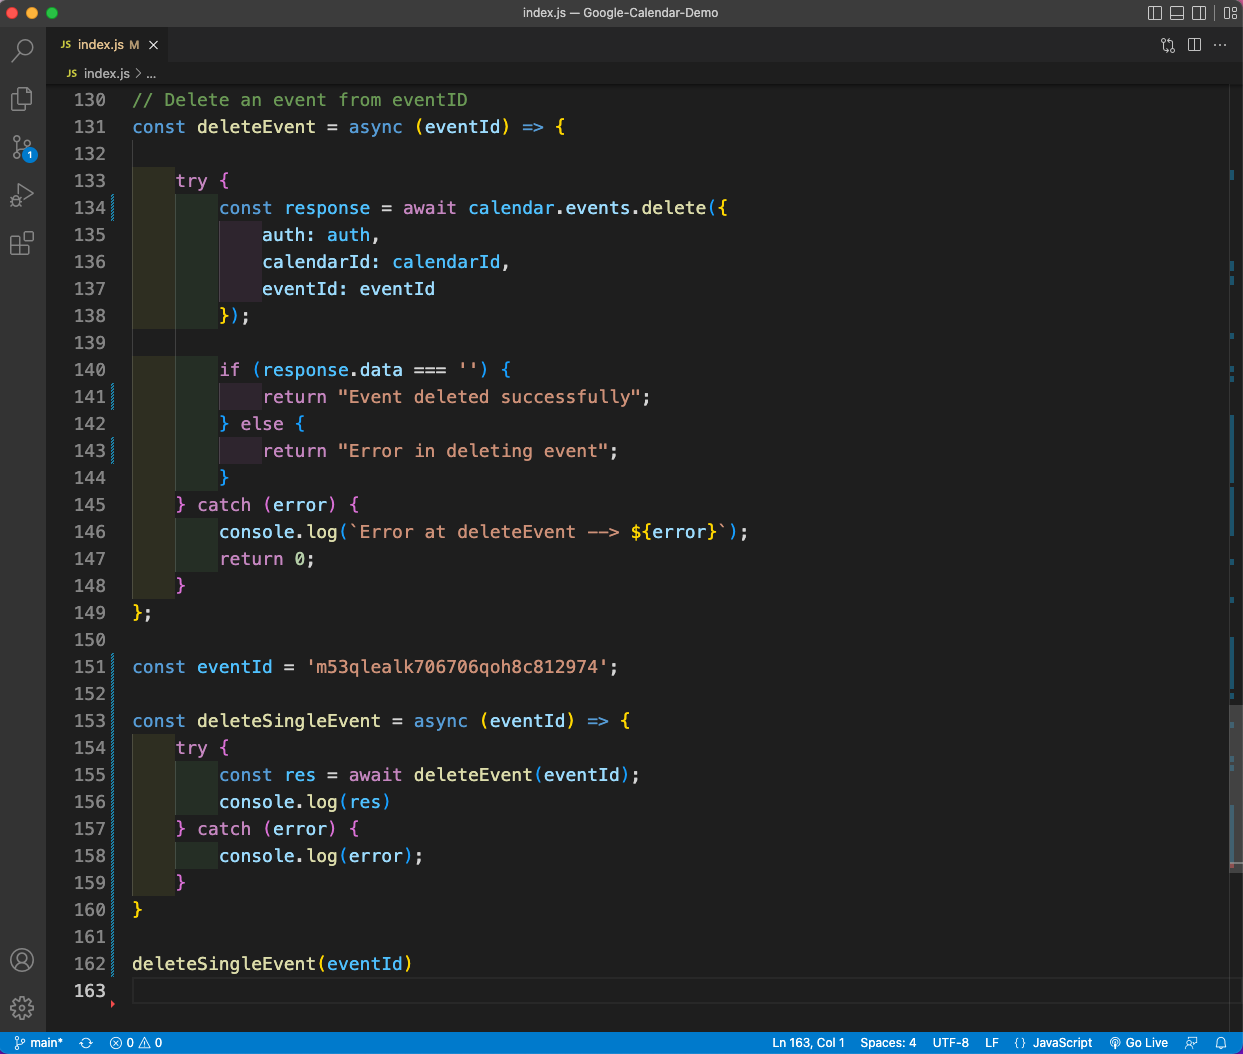 index.js — Google-Calendar-Demo
JS index.js M
JS index.js > ...
130 // Delete an event from eventID
131 const deleteEvent = async (eventId) => {
132
133     try {
134         const response = await calendar.events.delete({
135             auth: auth,
136             calendarId: calendarId,
137             eventId: eventId
138         });
139
140         if (response.data === '') {
141             return "Event deleted successfully";
142         } else {
143             return "Error in deleting event";
144         }
145     } catch (error) {
146         console.log(`Error at deleteEvent --> ${error}`);
147         return 0;
148     }
149 };
150
151 const eventId = 'm53qlealk706706qoh8c812974';
152
153 const deleteSingleEvent = async (eventId) => {
154     try {
155         const res = await deleteEvent(eventId);
156         console.log(res)
157     } catch (error) {
158         console.log(error);
159     }
160 }
161
162 deleteSingleEvent(eventId)
163
1
main* 0 0 Ln 163, Col 1 Spaces: 4 UTF-8 LF {} JavaScript Go Live